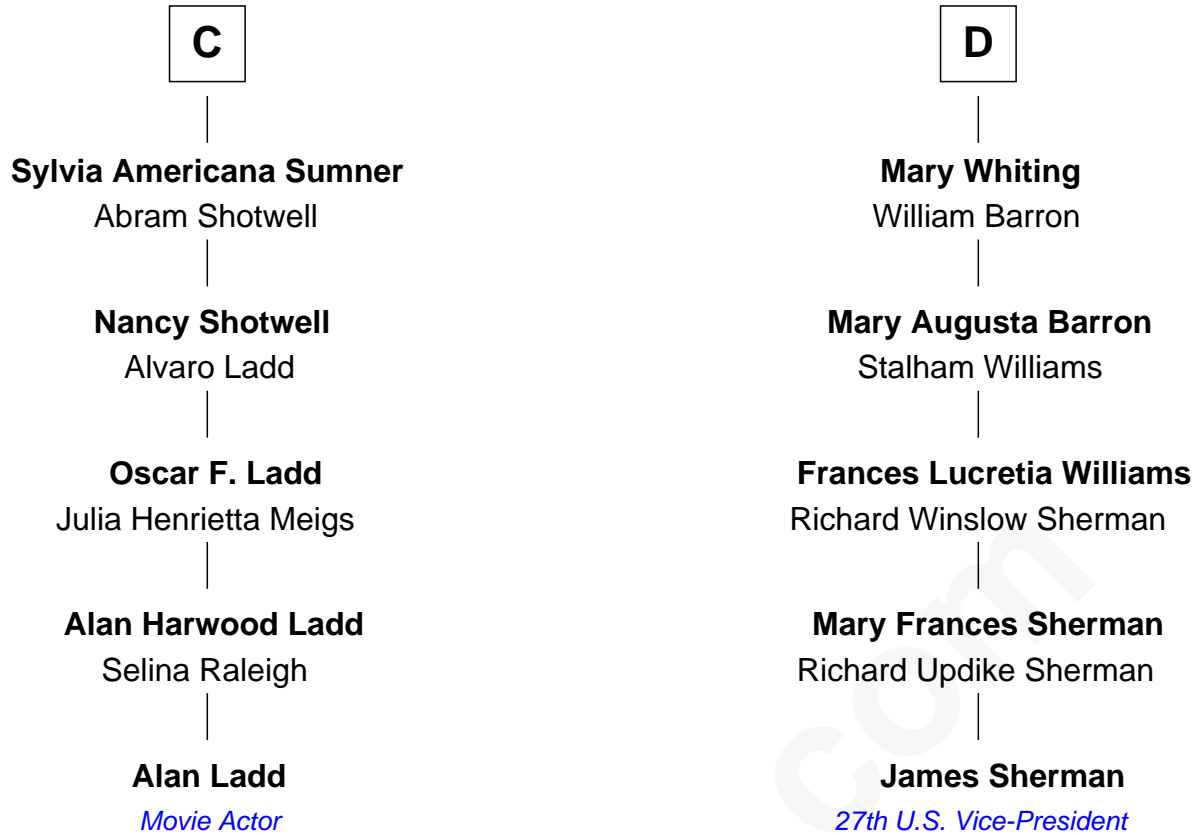 C
Sylvia Americana Sumner
Abram Shotwell
Nancy Shotwell
Alvaro Ladd
Oscar F. Ladd
Julia Henrietta Meigs
Alan Harwood Ladd
Selina Raleigh
Alan Ladd
Movie Actor
D
Mary Whiting
William Barron
Mary Augusta Barron
Stalham Williams
Frances Lucretia Williams
Richard Winslow Sherman
Mary Frances Sherman
Richard Updike Sherman
James Sherman
27th U.S. Vice-President
com